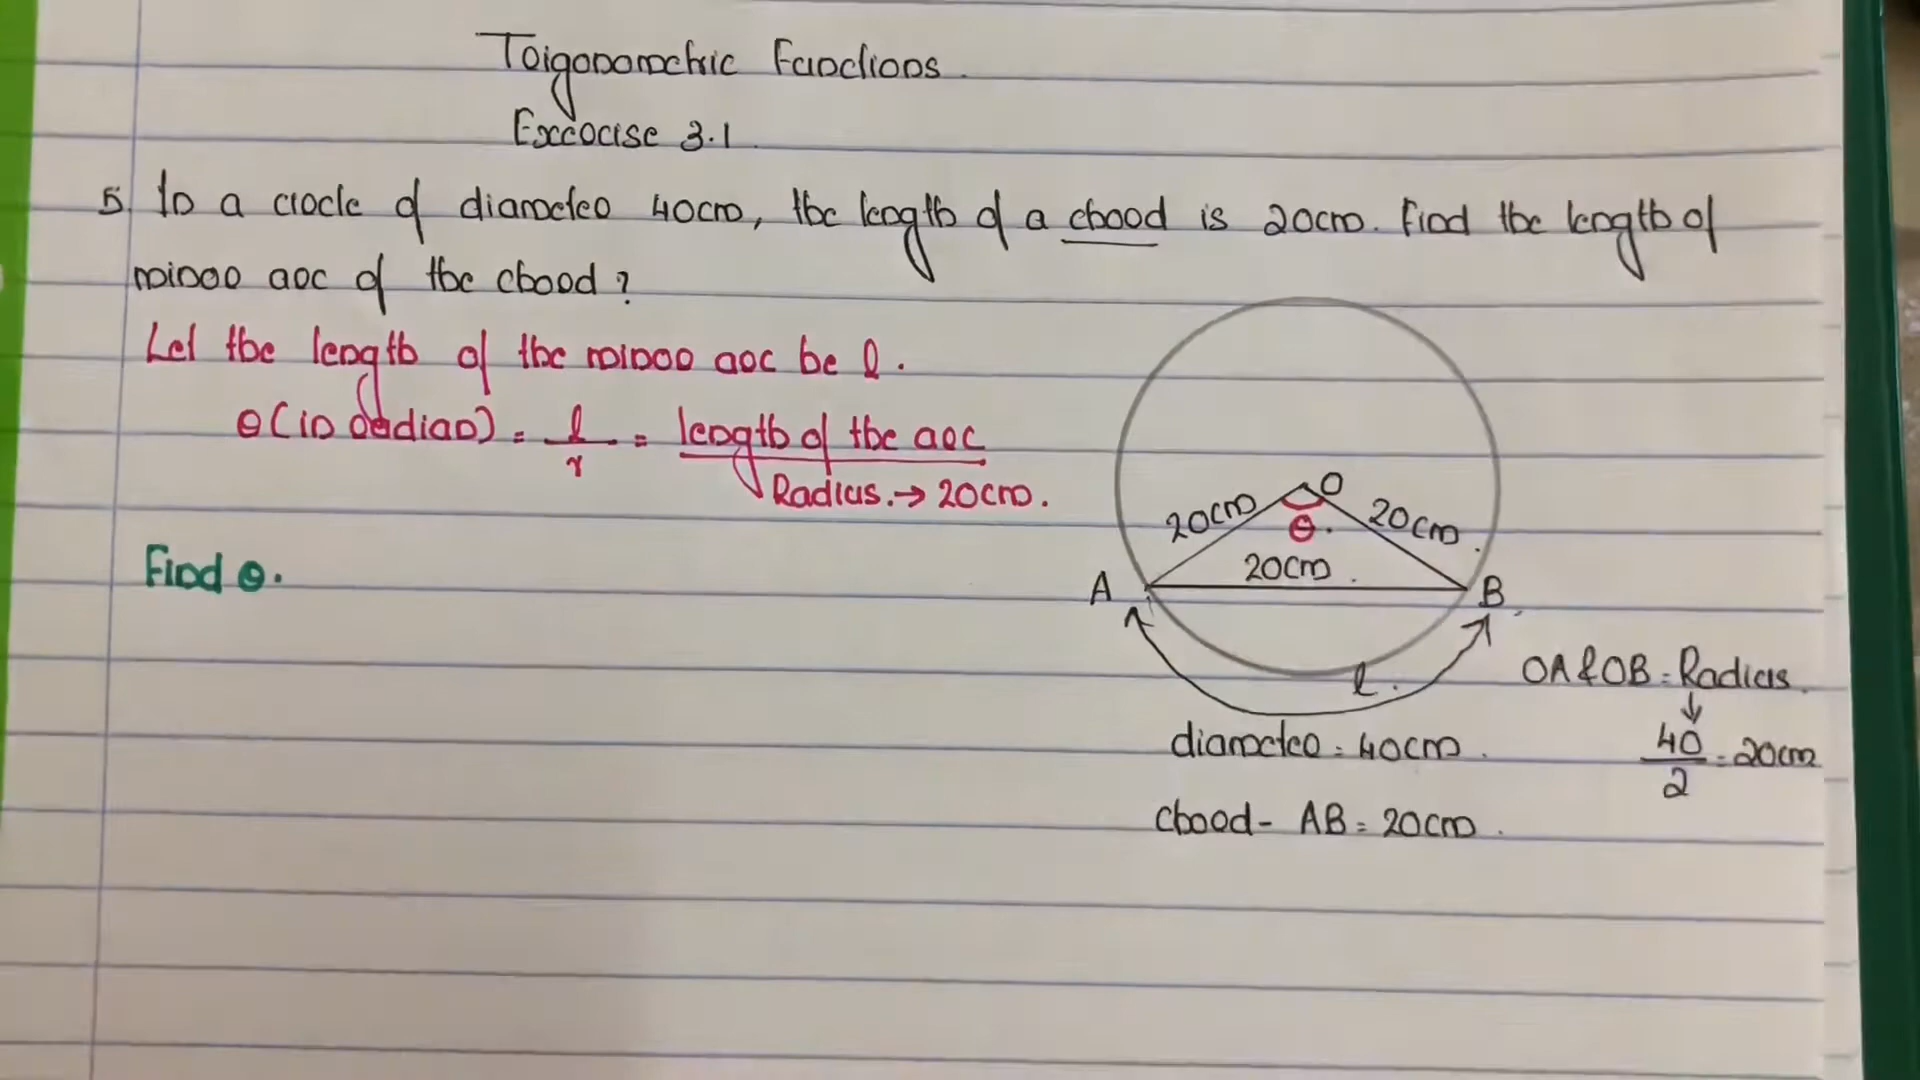 Trigonometric Functions.
Exercise 3.1
5. In a circle of diameter 40cm, the length of a chord is 20cm. Find the length of
minor arc of the chord?
Let the length of the minor arc be l.
θ (in radian) = l/r = length of the arc / Radius. → 20cm.
Find θ.
O
20cm
20cm.
θ.
20cm.
A
B
l.
OA & OB = Radius.
↓
40/2 = 20cm
diameter = 40cm.
chord - AB = 20cm.